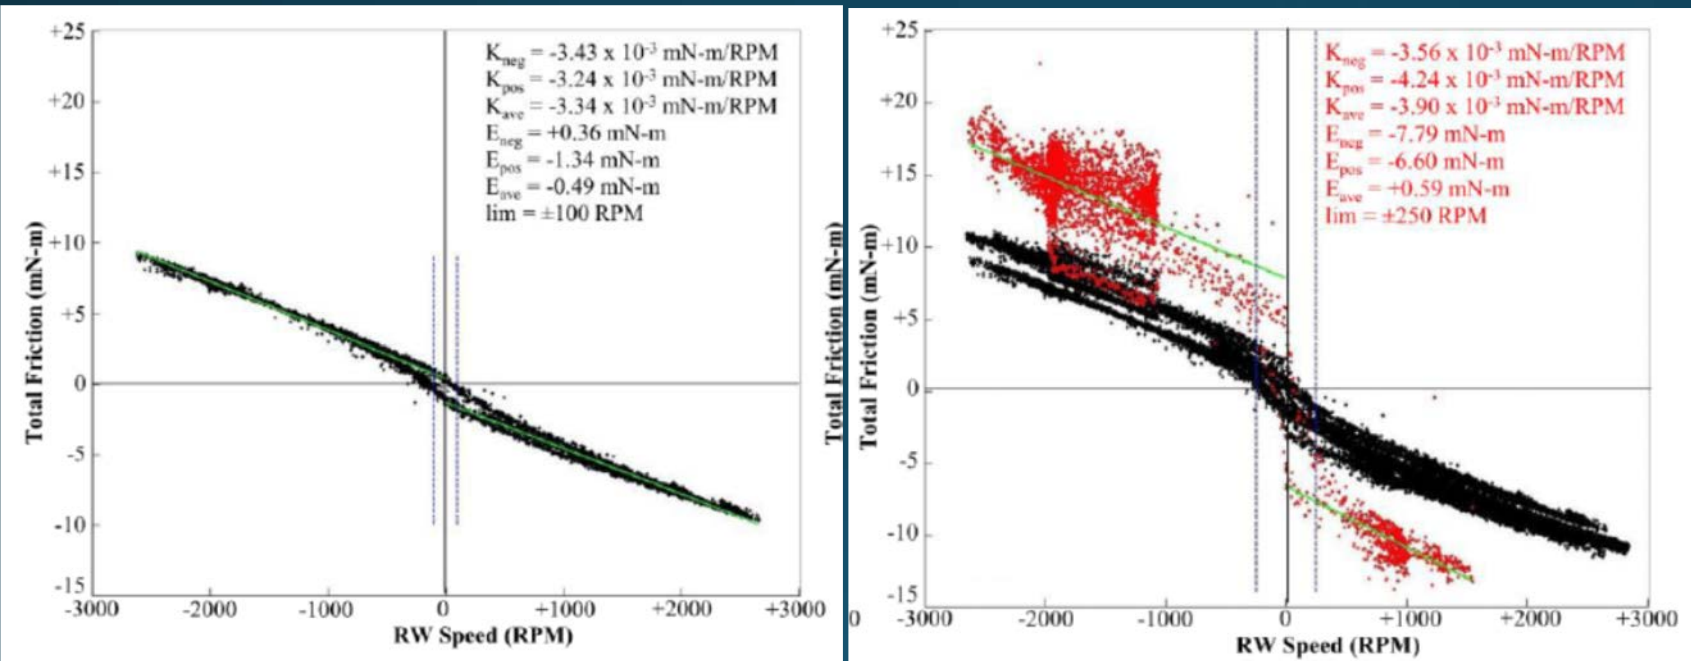 +25
+20
+15
+10
+5
0
-5
-10
-15
-3000
-2000
-1000
0
+1000
+2000
+3000
RW Speed (RPM)
Total Friction (mN-m)
Kneg = -3.43 x 10-3 mN-m/RPM
Kpos = -3.24 x 10-3 mN-m/RPM
Kave = -3.34 x 10-3 mN-m/RPM
Eneg = +0.36 mN-m
Epos = -1.34 mN-m
Eave = -0.49 mN-m
lim = ±100 RPM
Total Friction (mN-m)
0
+25
+20
+15
+10
+5
0
-5
-10
-15
-3000
-2000
-1000
0
+1000
+2000
+3000
RW Speed (RPM)
Total Friction (mN-m)
Kneg = -3.56 x 10-3 mN-m/RPM
Kpos = -4.24 x 10-3 mN-m/RPM
Kave = -3.90 x 10-3 mN-m/RPM
Eneg = -7.79 mN-m
Epos = -6.60 mN-m
Eave = +0.59 mN-m
lim = ±250 RPM